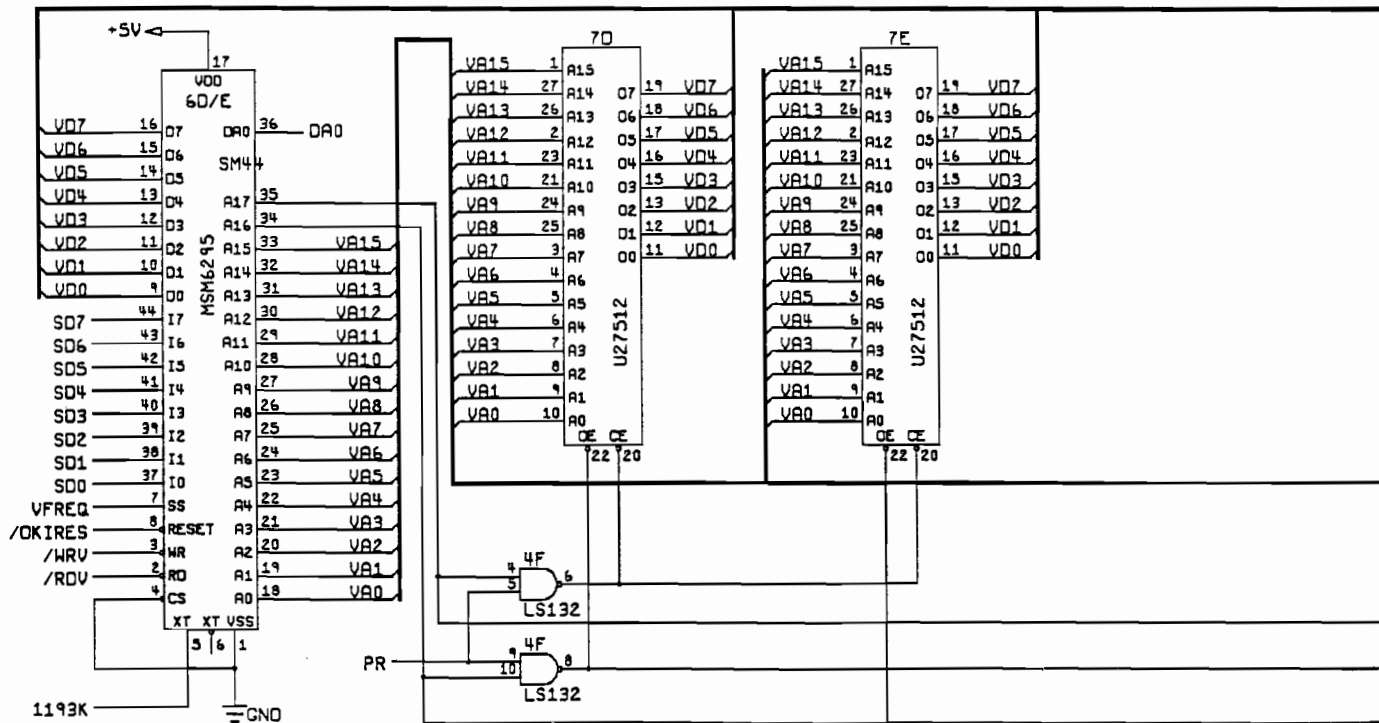 +5V
17
VDD
6D/E
SM44
MSM6295
VD7 16 D7
VD6 15 D6
VD5 14 D5
VD4 13 D4
VD3 12 D3
VD2 11 D2
VD1 10 D1
VD0 9 D0
SD7 44 I7
SD6 43 I6
SD5 42 I5
SD4 41 I4
SD3 40 I3
SD2 39 I2
SD1 38 I1
SD0 37 I0
VFREQ 7 SS
/OKIRES 8 RESET
/WRV 3 WR
/RDV 2 RD
4 CS
XT XT VSS
5 6 1
1193K
GND
DAO 36 DAO
A17 35
A16 34
A15 33 VA15
A14 32 VA14
A13 31 VA13
A12 30 VA12
A11 29 VA11
A10 28 VA10
A9 27 VA9
A8 26 VA8
A7 25 VA7
A6 24 VA6
A5 23 VA5
A4 22 VA4
A3 21 VA3
A2 20 VA2
A1 19 VA1
A0 18 VA0
7D
VA15 1 A15
VA14 27 A14
VA13 26 A13
VA12 2 A12
VA11 23 A11
VA10 21 A10
VA9 24 A9
VA8 25 A8
VA7 3 A7
VA6 4 A6
VA5 5 A5
VA4 6 A4
VA3 7 A3
VA2 8 A2
VA1 9 A1
VA0 10 A0
O7 19 VD7
O6 18 VD6
O5 17 VD5
O4 16 VD4
O3 15 VD3
O2 13 VD2
O1 12 VD1
O0 11 VD0
U27512
OE CE
22 20
7E
VA15 1 A15
VA14 27 A14
VA13 26 A13
VA12 2 A12
VA11 23 A11
VA10 21 A10
VA9 24 A9
VA8 25 A8
VA7 3 A7
VA6 4 A6
VA5 5 A5
VA4 6 A4
VA3 7 A3
VA2 8 A2
VA1 9 A1
VA0 10 A0
O7 19 VD7
O6 18 VD6
O5 17 VD5
O4 16 VD4
O3 15 VD3
O2 13 VD2
O1 12 VD1
O0 11 VD0
U27512
OE CE
22 20
4F
4
5
6
LS132
PR
4F
9
10
8
LS132